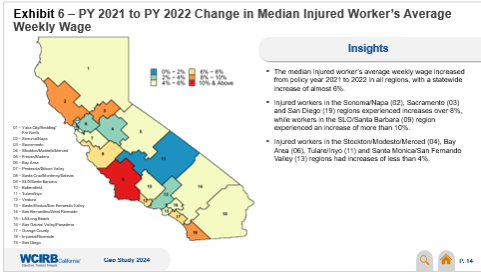 Exhibit 6 – PY 2021 to PY 2022 Change in Median Injured Worker's Average
Weekly Wage
0% – 2%
2% – 4%
4% – 6%
6% – 8%
8% – 10%
10% & Above
Insights
• The median injured worker's average weekly wage increased
from policy year 2021 to 2022 in all regions, with a statewide
increase of almost 6%.
• Injured workers in the Sonoma/Napa (02), Sacramento (03)
and San Diego (19) regions experienced increases over 8%,
while workers in the SLO/Santa Barbara (09) region
experienced an increase of more than 10%.
• Injured workers in the Stockton/Modesto/Merced (04), Bay
Area (06), Tulare/Inyo (11) and Santa Monica/San Fernando
Valley (13) regions had increases of less than 4%.
01 – Yuba City/Redding/
Far North
02 – Sonoma/Napa
03 – Sacramento
04 – Stockton/Modesto/Merced
05 – Fresno/Madera
06 – Bay Area
07 – Peninsula/Silicon Valley
08 – Santa Cruz/Monterey/Salinas
09 – SLO/Santa Barbara
10 – Bakersfield
11 – Tulare/Inyo
12 – Ventura
13 – Santa Monica/San Fernando Valley
14 – San Bernardino/West Riverside
15 – LA/Long Beach
16 – San Gabriel Valley/Pasadena
17 – Orange County
18 – Imperial/Riverside
19 – San Diego
WCIRB California
Geo Study 2024
P. 14